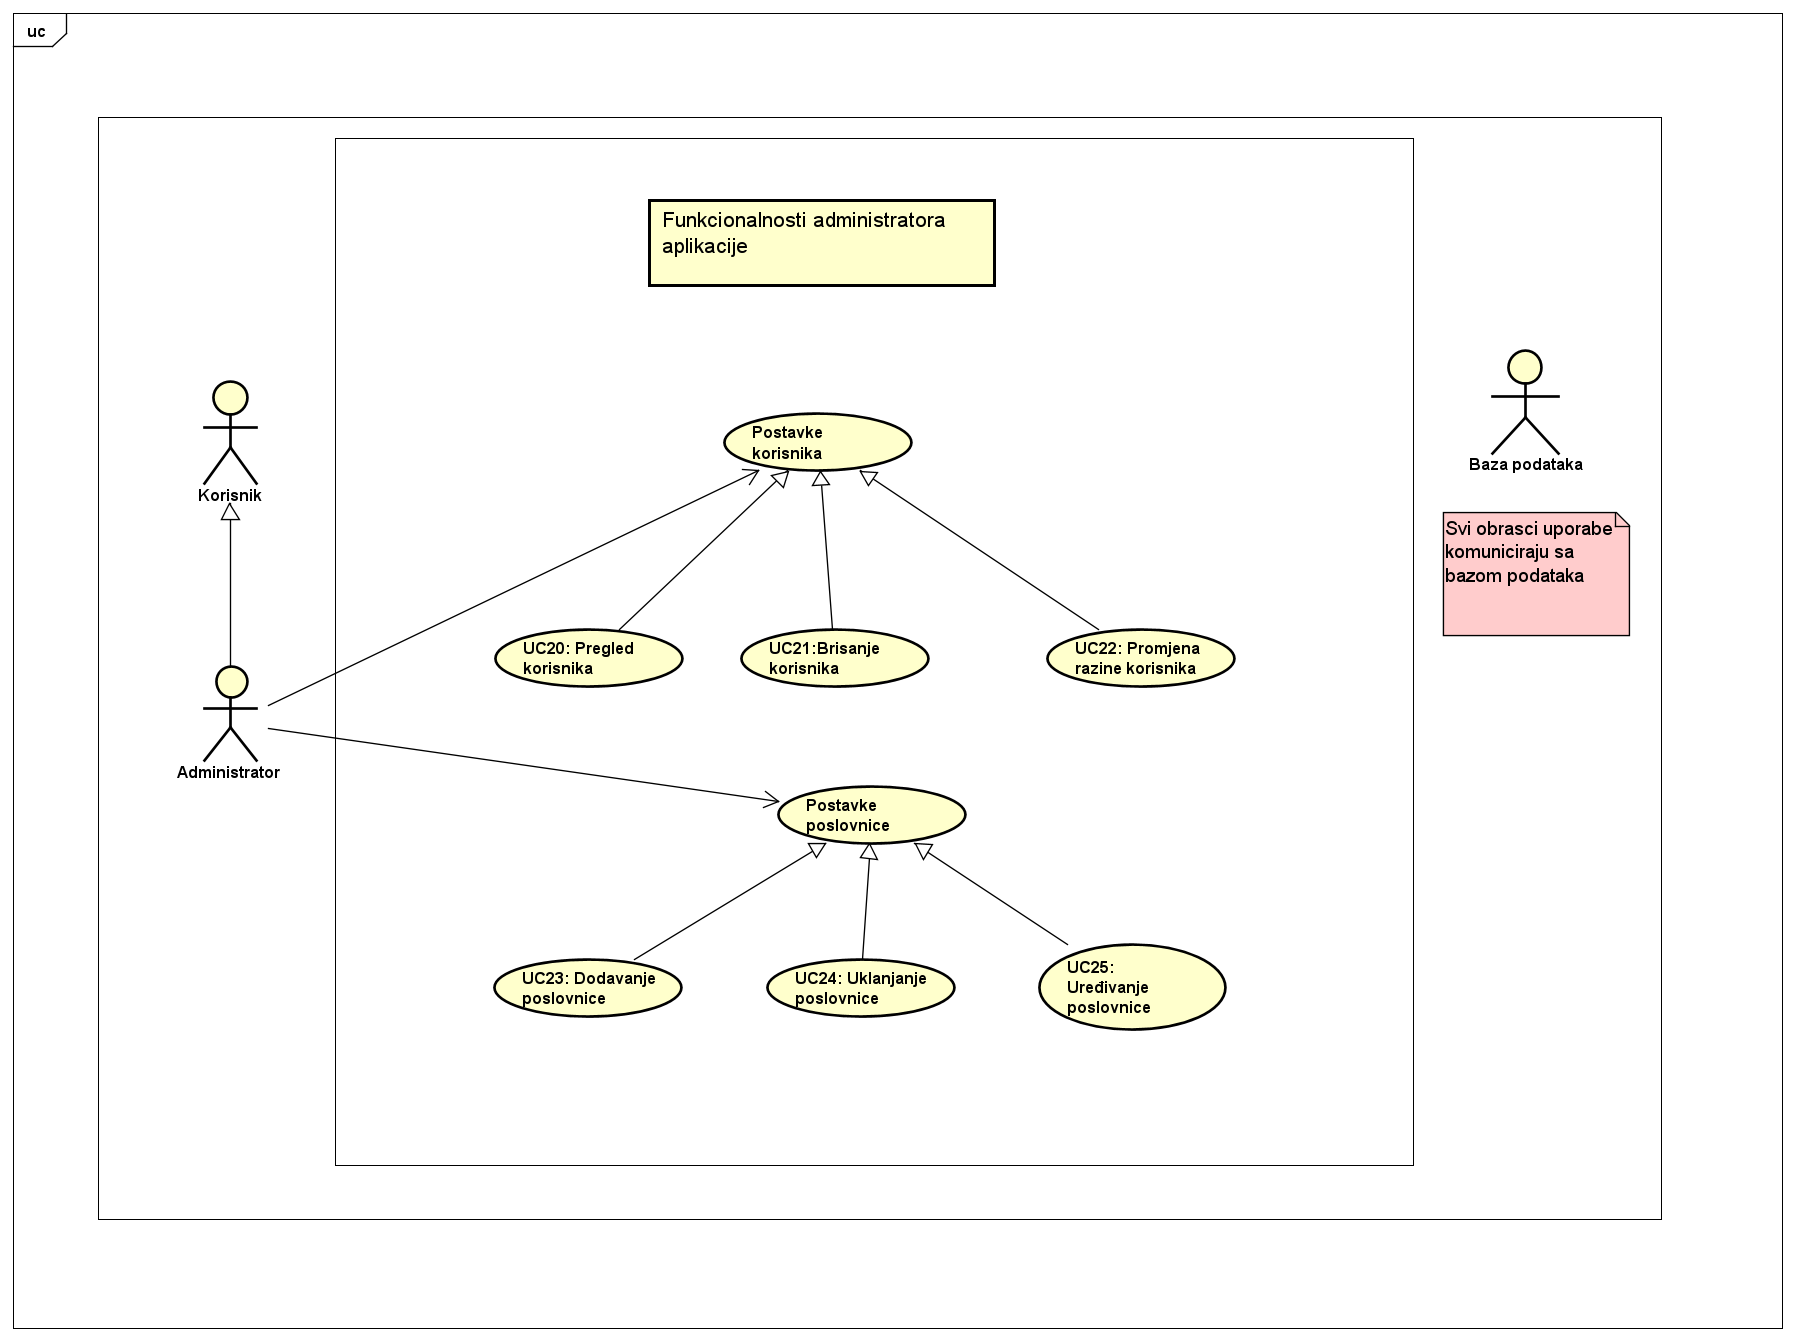 uc
Funkcionalnosti administratora
aplikacije
Korisnik
Postavke
korisnika
Baza podataka
Svi obrasci uporabe
komuniciraju sa
bazom podataka
UC20: Pregled
korisnika
UC21:Brisanje
korisnika
UC22: Promjena
razine korisnika
Administrator
Postavke
poslovnice
UC23: Dodavanje
poslovnice
UC24: Uklanjanje
poslovnice
UC25:
Uređivanje
poslovnice